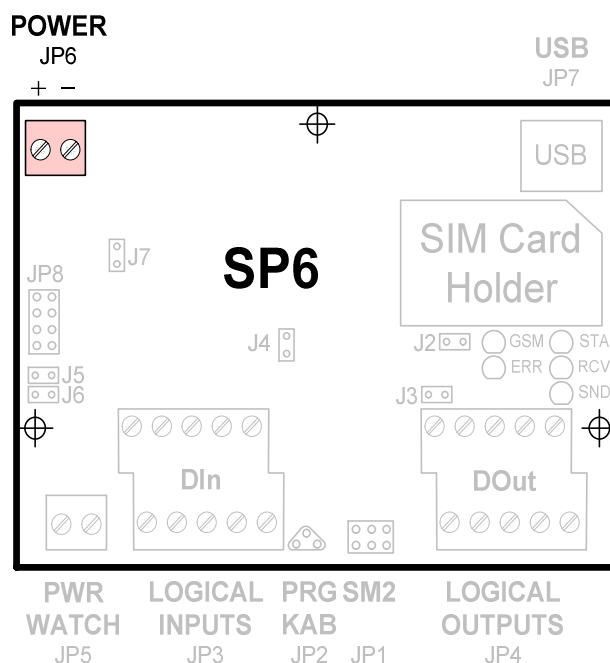 POWER
JP6
+ −
USB
JP7
USB
SIM Card
Holder
SP6
J7
JP8
J4
J2
GSM
STA
ERR
RCV
J5
J6
J3
SND
DIn
DOut
PWR
WATCH
JP5
LOGICAL
INPUTS
JP3
PRG
KAB
JP2
SM2
JP1
LOGICAL
OUTPUTS
JP4